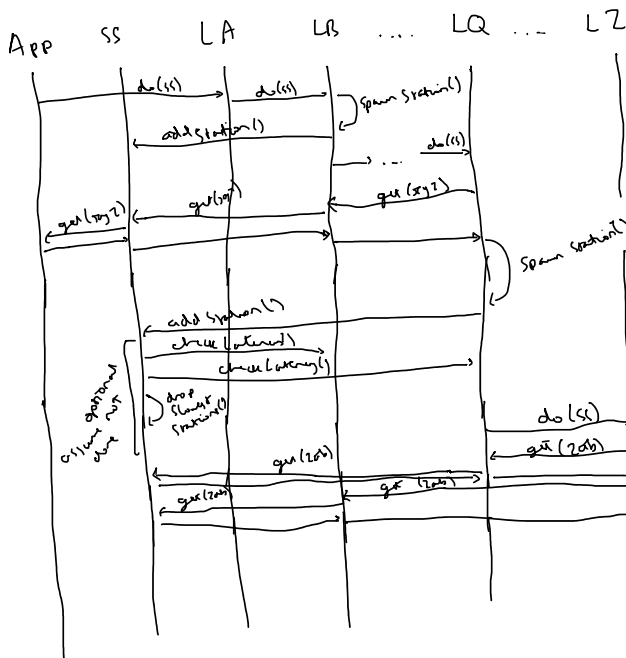 App SS LA LB .... LQ ... LZ
do(ss) do(ss) spawn Station()
add station()
... do(ss)
get(xyz) get(xyz) get(xyz)
spawn station()
add station()
check latency()
check latency()
optional
assume not
done
drop
slowest
stations()
do(ss)
get(zab) get(zab)
get(zab) get(zab)